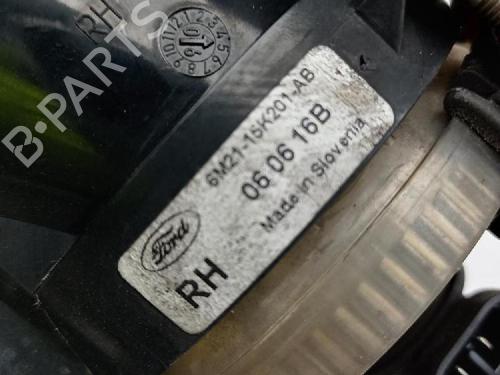 RH
6M21-15K201-AB
06 06 16B
Made in Slovenia
Ford
RH
B-PARTS